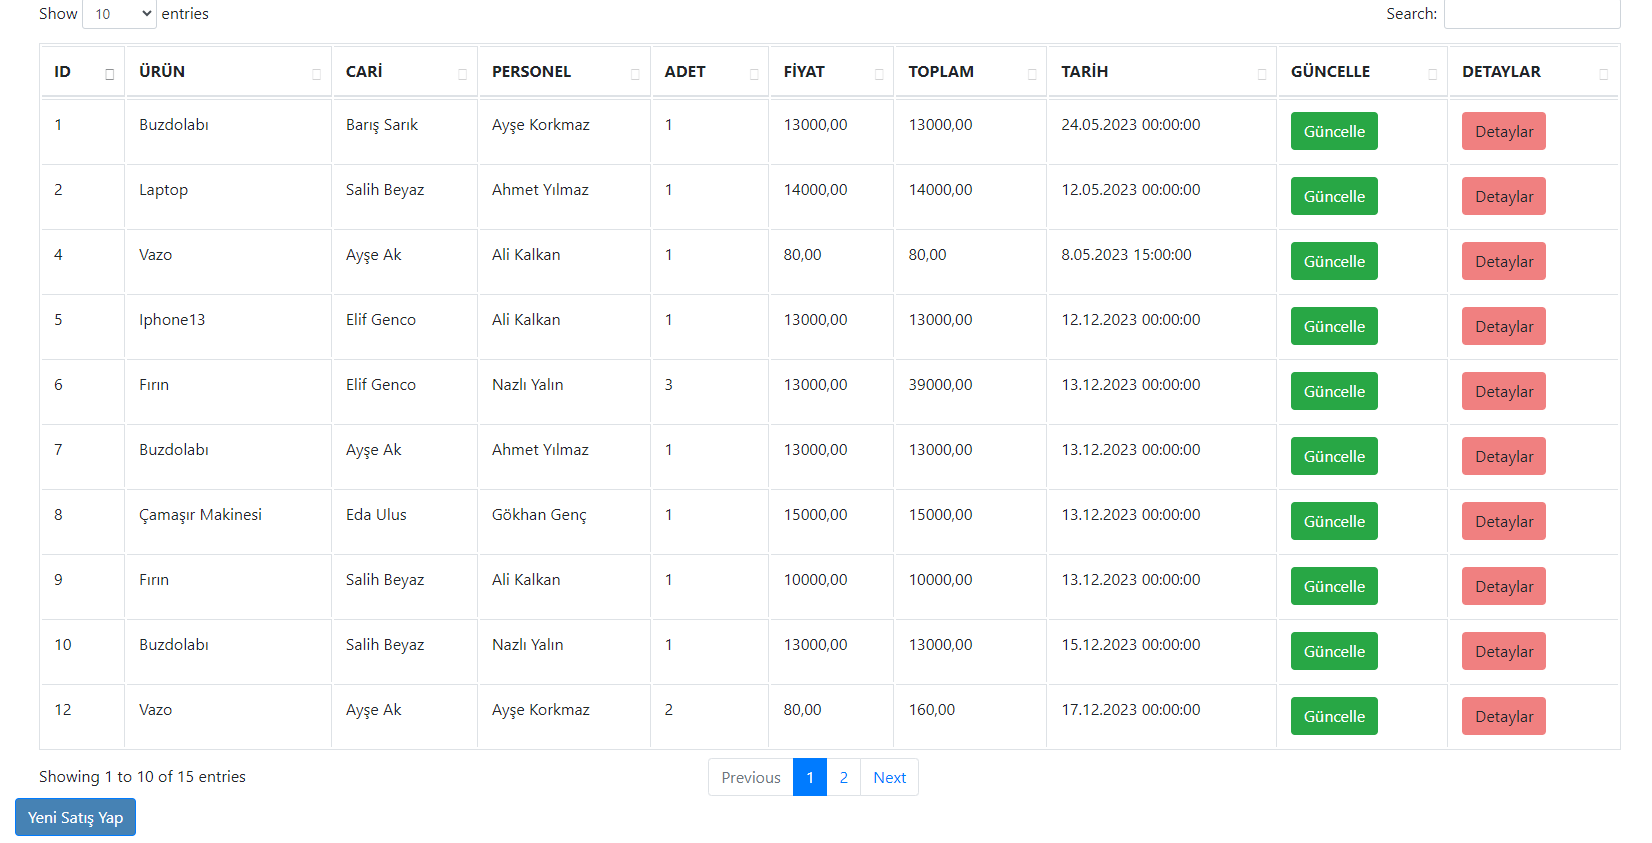 Show 10 entries Search:
ID ÜRÜN CARİ PERSONEL ADET FİYAT TOPLAM TARİH GÜNCELLE DETAYLAR
1 Buzdolabı Barış Sarık Ayşe Korkmaz 1 13000,00 13000,00 24.05.2023 00:00:00 Güncelle Detaylar
2 Laptop Salih Beyaz Ahmet Yılmaz 1 14000,00 14000,00 12.05.2023 00:00:00 Güncelle Detaylar
4 Vazo Ayşe Ak Ali Kalkan 1 80,00 80,00 8.05.2023 15:00:00 Güncelle Detaylar
5 Iphone13 Elif Genco Ali Kalkan 1 13000,00 13000,00 12.12.2023 00:00:00 Güncelle Detaylar
6 Fırın Elif Genco Nazlı Yalın 3 13000,00 39000,00 13.12.2023 00:00:00 Güncelle Detaylar
7 Buzdolabı Ayşe Ak Ahmet Yılmaz 1 13000,00 13000,00 13.12.2023 00:00:00 Güncelle Detaylar
8 Çamaşır Makinesi Eda Ulus Gökhan Genç 1 15000,00 15000,00 13.12.2023 00:00:00 Güncelle Detaylar
9 Fırın Salih Beyaz Ali Kalkan 1 10000,00 10000,00 13.12.2023 00:00:00 Güncelle Detaylar
10 Buzdolabı Salih Beyaz Nazlı Yalın 1 13000,00 13000,00 15.12.2023 00:00:00 Güncelle Detaylar
12 Vazo Ayşe Ak Ayşe Korkmaz 2 80,00 160,00 17.12.2023 00:00:00 Güncelle Detaylar
Showing 1 to 10 of 15 entries Previous 1 2 Next
Yeni Satış Yap